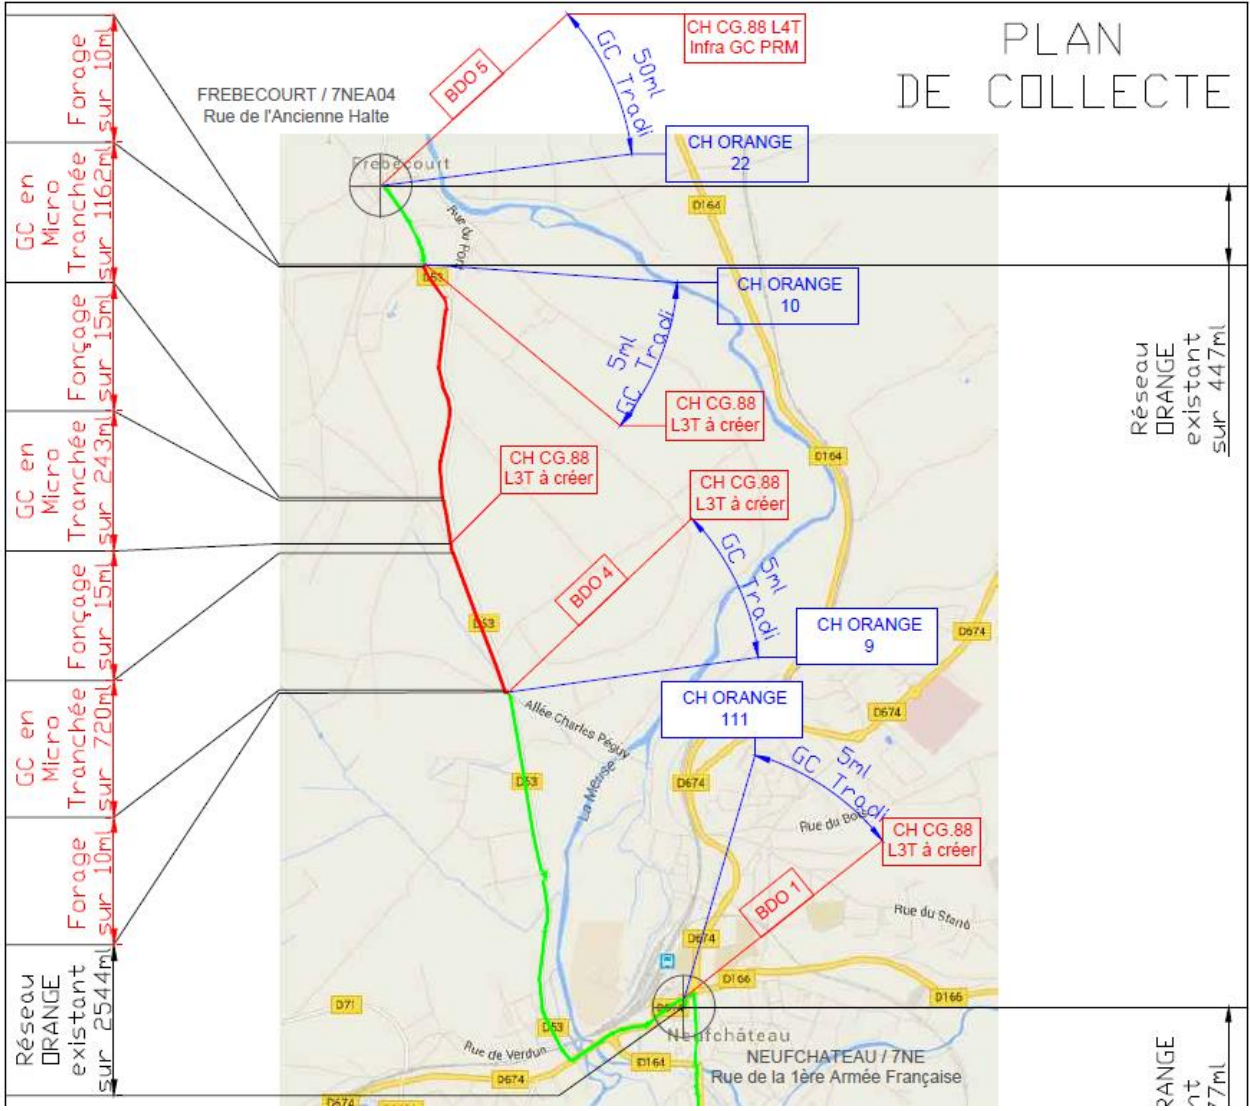 PLAN
DE COLLECTE
CH CG.88 L4T
Infra GC PRM
BDO 5
50ml
GC Tradi
FREBECOURT / 7NEA04
Rue de l'Ancienne Halte
CH ORANGE
22
Frebécourt
Rue du Pont
D164
D53
CH ORANGE
10
5ml
GC Tradi
CH CG.88
L3T à créer
Réseau
ORANGE
existant
sur 447ml
D164
CH CG.88
L3T à créer
CH CG.88
L3T à créer
BDO 4
5ml
GC Tradi
D53
CH ORANGE
9
D674
CH ORANGE
111
D674
Allée Charles Péguy
5ml
GC Tradi
D53
La Meuse
D674
Rue du Bois
CH CG.88
L3T à créer
BDO 1
Rue du Stand
D674
D166
D71
D166
D53
Neufchâteau
Rue de Verdun
NEUFCHATEAU / 7NE
Rue de la 1ère Armée Française
D164
D674
D674
Forage
sur 10ml
GC en
Micro
Tranchée
sur 1162ml
Fonçage
sur 15ml
GC en
Micro
Tranchée
sur 243ml
Fonçage
sur 15ml
GC en
Micro
Tranchée
sur 720ml
Forage
sur 10ml
Réseau
ORANGE
existant
sur 2544ml
RANGE
nt
77ml